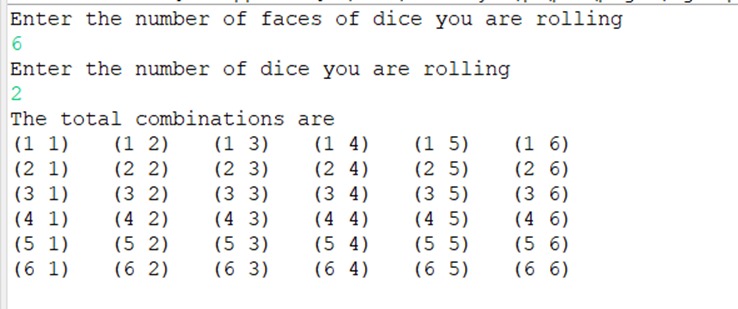 Enter the number of faces of dice you are rolling
6
Enter the number of dice you are rolling
2
The total combinations are
(1 1) (1 2) (1 3) (1 4) (1 5) (1 6)
(2 1) (2 2) (2 3) (2 4) (2 5) (2 6)
(3 1) (3 2) (3 3) (3 4) (3 5) (3 6)
(4 1) (4 2) (4 3) (4 4) (4 5) (4 6)
(5 1) (5 2) (5 3) (5 4) (5 5) (5 6)
(6 1) (6 2) (6 3) (6 4) (6 5) (6 6)